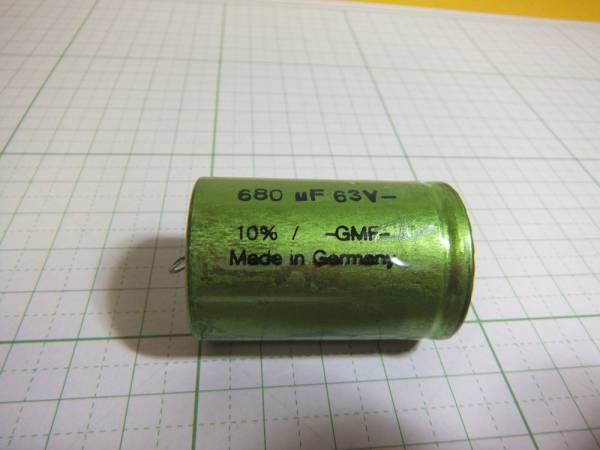 680 uF 63V-
10% / -GMF-
Made in Germany